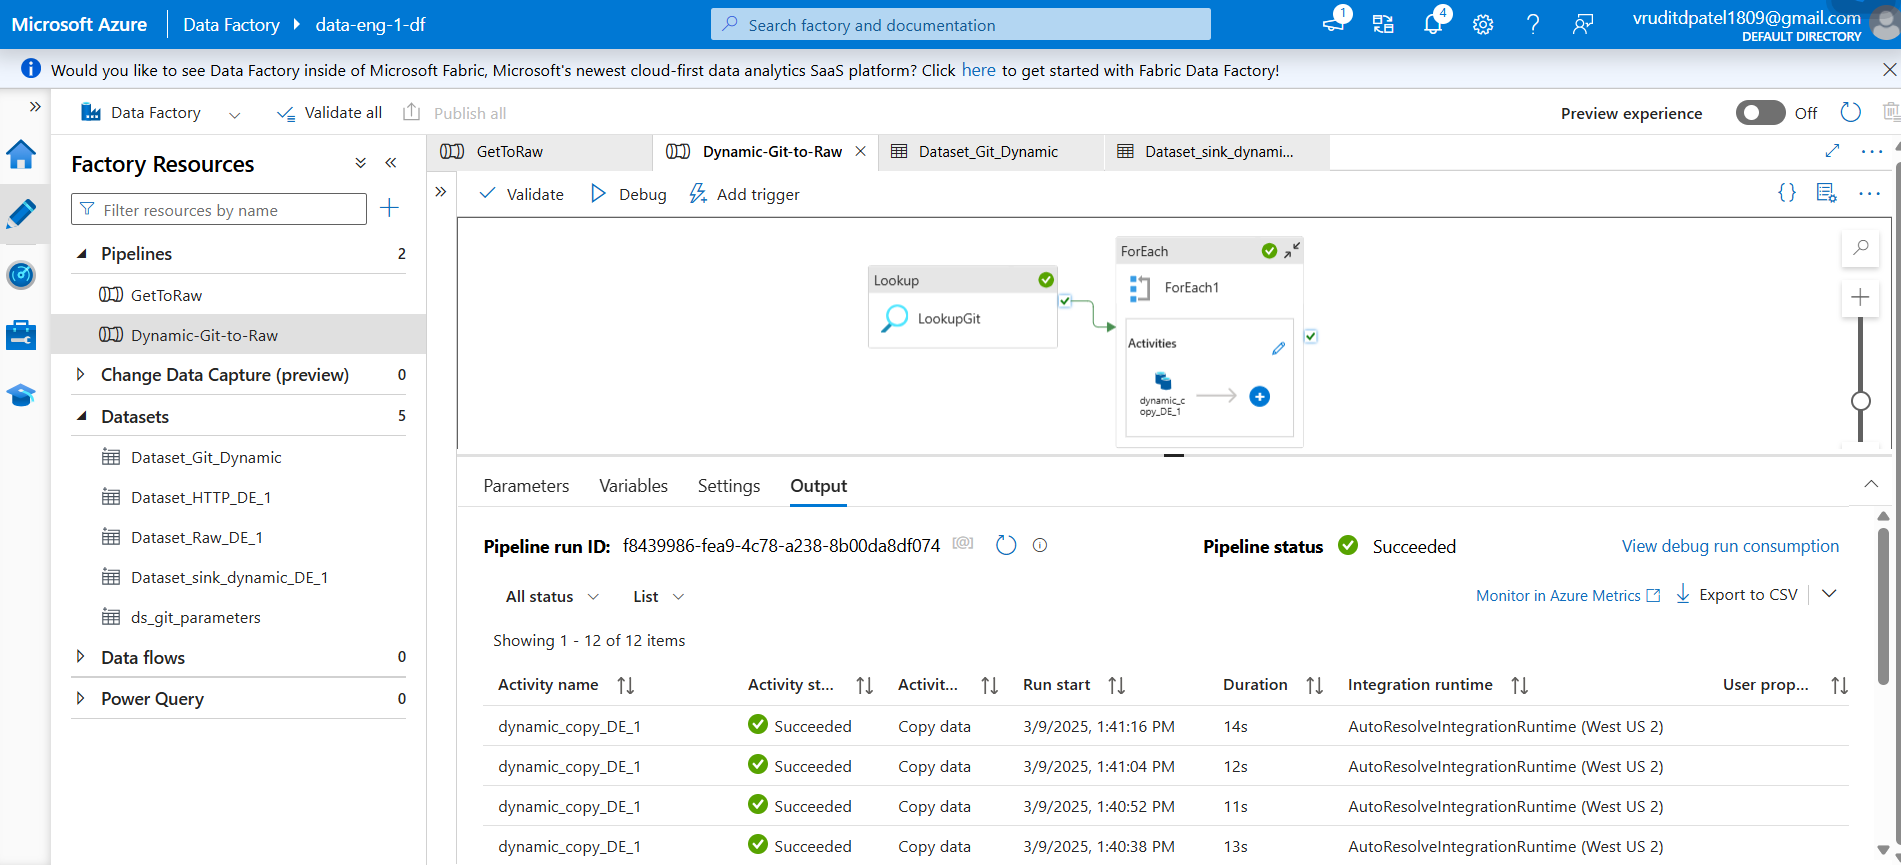 Microsoft Azure
Data Factory
data-eng-1-df
Search factory and documentation
1
4
vruditdpatel1809@gmail.com
DEFAULT DIRECTORY
Would you like to see Data Factory inside of Microsoft Fabric, Microsoft's newest cloud-first data analytics SaaS platform? Click here to get started with Fabric Data Factory!
Data Factory
Validate all
Publish all
Preview experience
Off
Factory Resources
Filter resources by name
Pipelines 2
GetToRaw
Dynamic-Git-to-Raw
Change Data Capture (preview) 0
Datasets 5
Dataset_Git_Dynamic
Dataset_HTTP_DE_1
Dataset_Raw_DE_1
Dataset_sink_dynamic_DE_1
ds_git_parameters
Data flows 0
Power Query 0
GetToRaw
Dynamic-Git-to-Raw
Dataset_Git_Dynamic
Dataset_sink_dynami...
Validate
Debug
Add trigger
Lookup
LookupGit
ForEach
ForEach1
Activities
dynamic_c
opy_DE_1
Parameters
Variables
Settings
Output
Pipeline run ID: f8439986-fea9-4c78-a238-8b00da8df074
[@]
Pipeline status
Succeeded
View debug run consumption
All status
List
Monitor in Azure Metrics
Export to CSV
Showing 1 - 12 of 12 items
Activity name Activity st... Activit... Run start Duration Integration runtime User prop...
dynamic_copy_DE_1 Succeeded Copy data 3/9/2025, 1:41:16 PM 14s AutoResolveIntegrationRuntime (West US 2)
dynamic_copy_DE_1 Succeeded Copy data 3/9/2025, 1:41:04 PM 12s AutoResolveIntegrationRuntime (West US 2)
dynamic_copy_DE_1 Succeeded Copy data 3/9/2025, 1:40:52 PM 11s AutoResolveIntegrationRuntime (West US 2)
dynamic_copy_DE_1 Succeeded Copy data 3/9/2025, 1:40:38 PM 13s AutoResolveIntegrationRuntime (West US 2)